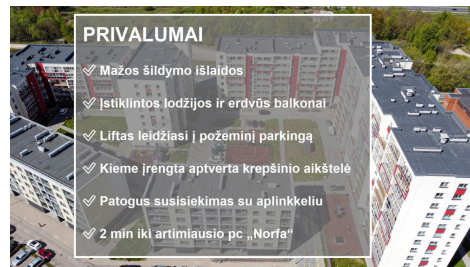 PRIVALUMAI
Mažos šildymo išlaidos
Įstiklintos lodžijos ir erdvūs balkonai
Liftas leidžiasi į požeminį parkingą
Kieme įrengta aptverta krepšinio aikštelė
Patogus susisiekimas su aplinkkeliu
2 min iki artimiausio pc „Norfa“